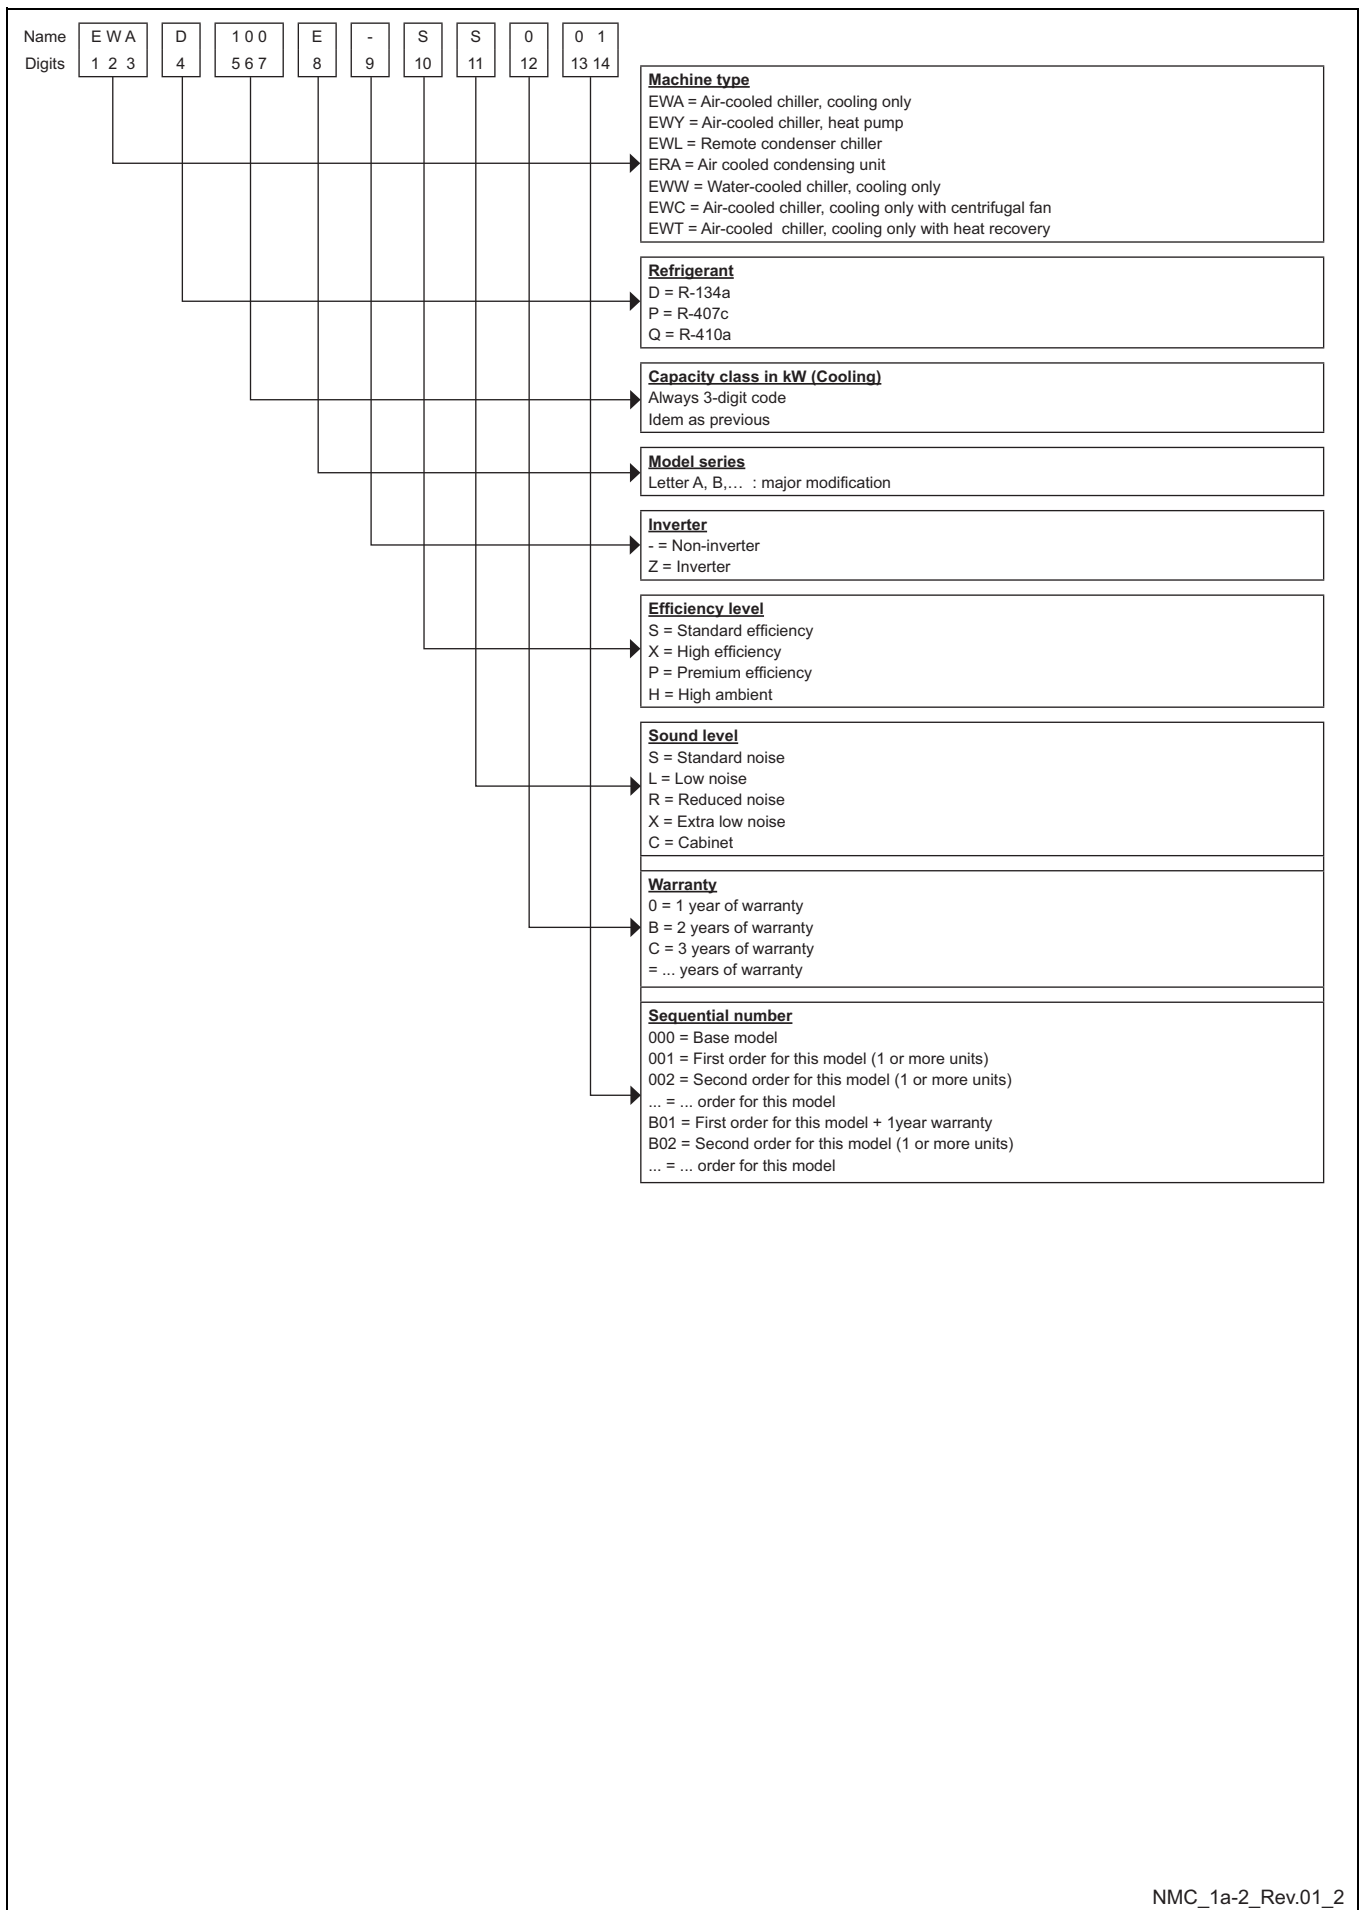 Name E W A D 1 0 0 E - S S 0 0 1
Digits 1 2 3 4 5 6 7 8 9 10 11 12 13 14
Machine type
EWA = Air-cooled chiller, cooling only
EWY = Air-cooled chiller, heat pump
EWL = Remote condenser chiller
ERA = Air cooled condensing unit
EWW = Water-cooled chiller, cooling only
EWC = Air-cooled chiller, cooling only with centrifugal fan
EWT = Air-cooled chiller, cooling only with heat recovery
Refrigerant
D = R-134a
P = R-407c
Q = R-410a
Capacity class in kW (Cooling)
Always 3-digit code
Idem as previous
Model series
Letter A, B,… : major modification
Inverter
- = Non-inverter
Z = Inverter
Efficiency level
S = Standard efficiency
X = High efficiency
P = Premium efficiency
H = High ambient
Sound level
S = Standard noise
L = Low noise
R = Reduced noise
X = Extra low noise
C = Cabinet
Warranty
0 = 1 year of warranty
B = 2 years of warranty
C = 3 years of warranty
= ... years of warranty
Sequential number
000 = Base model
001 = First order for this model (1 or more units)
002 = Second order for this model (1 or more units)
... = ... order for this model
B01 = First order for this model + 1year warranty
B02 = Second order for this model (1 or more units)
... = ... order for this model
NMC_1a-2_Rev.01_2